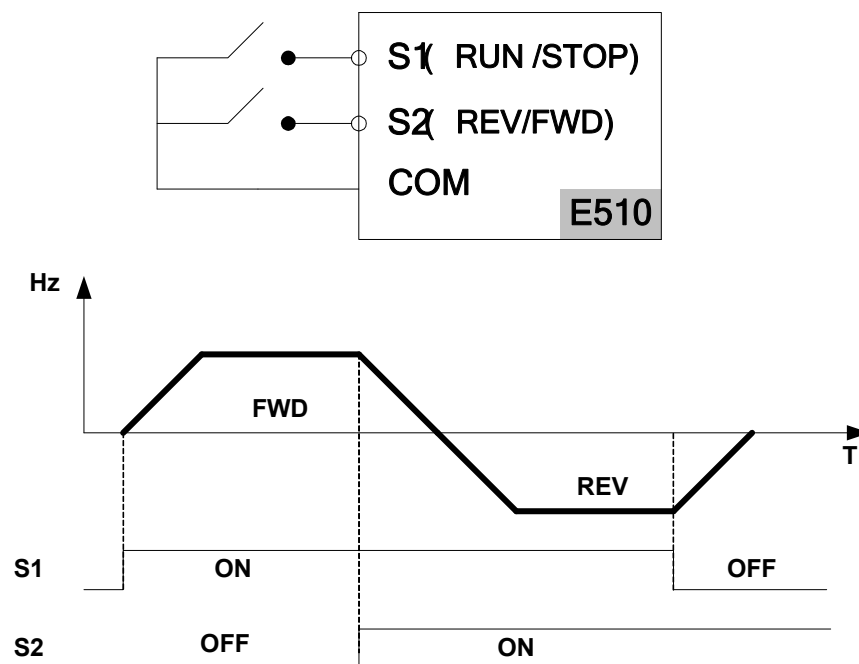 S1( RUN /STOP)
S2( REV/FWD)
COM
E510
Hz
FWD
T
REV
S1 ON OFF
S2 OFF ON